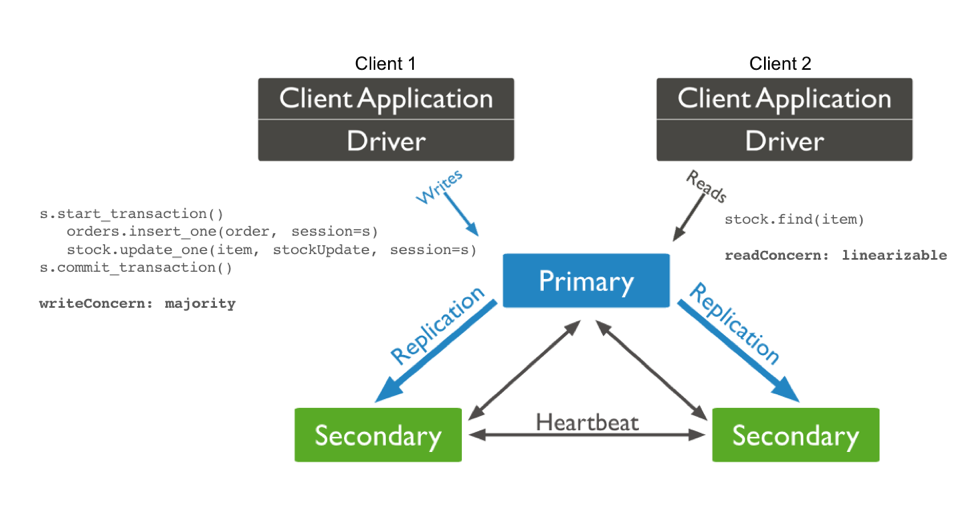 Client 1
Client Application
Driver
Client 2
Client Application
Driver
Writes
Reads
s.start_transaction()
orders.insert_one(order, session=s)
stock.update_one(item, stockUpdate, session=s)
s.commit_transaction()
writeConcern: majority
stock.find(item)
readConcern: linearizable
Primary
Replication
Replication
Heartbeat
Secondary
Secondary